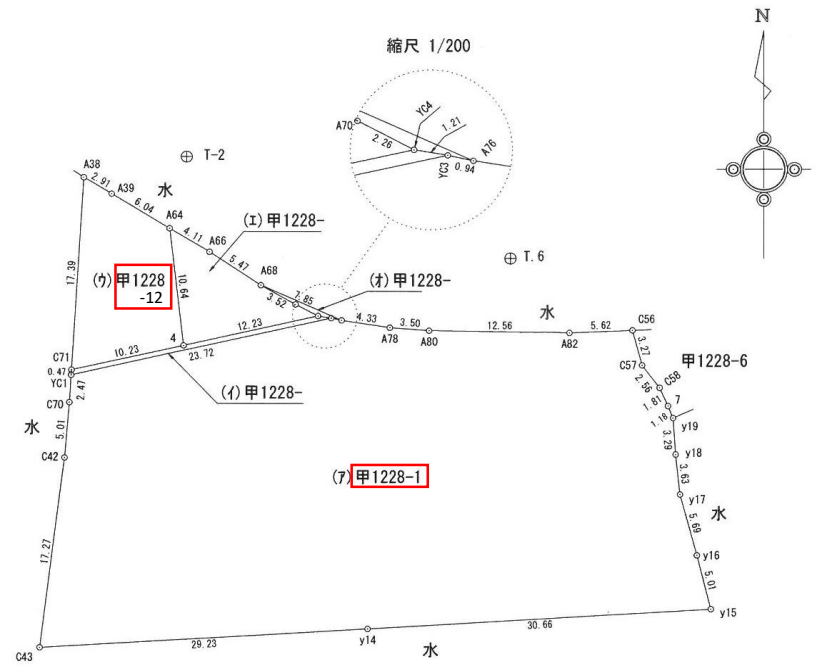 N
縮尺 1/200
A70
YC4
1.21
2.26
A76
YC3
0.94
T-2
A38
2.91
A39
水
6.04
A64
4.11
(エ)甲1228-
A66
5.47
T.6
A68
(オ)甲1228-
7.85
3.52
17.39
(ウ)甲1228
-12
10.64
水
4.33
A78
3.50
A80
12.56
A82
5.62
C56
3.27
C57
甲1228-6
2.56
C58
1.81
7
1.18
y19
4
12.23
10.23
23.72
C71
0.47
YC1
2.47
(イ)甲1228-
C70
水
5.01
C42
3.29
y18
3.63
(ア)甲1228-1
y17
水
5.69
y16
17.27
5.01
y15
30.66
y14
29.23
水
C43